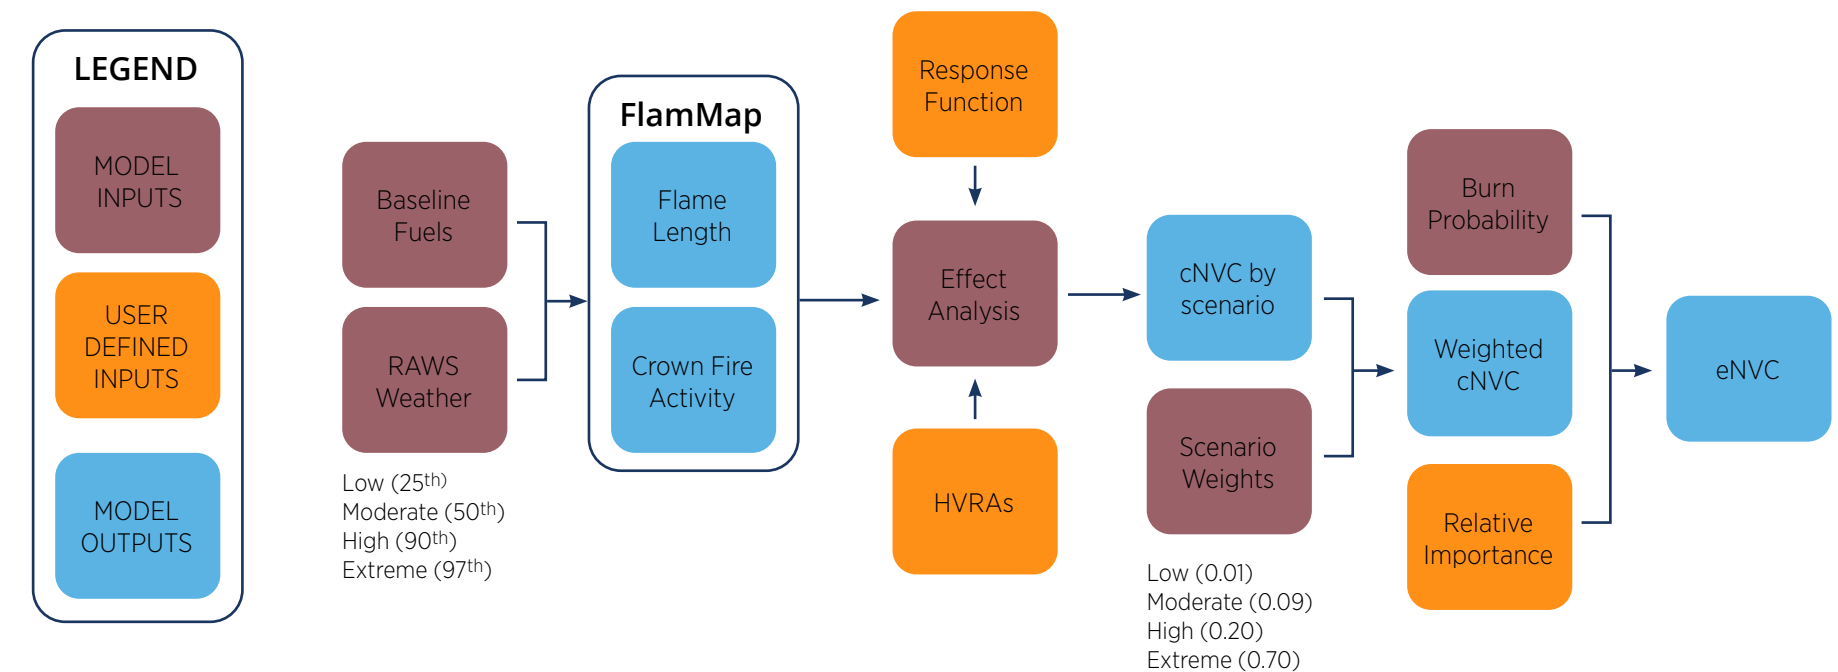 LEGEND
MODEL
INPUTS
USER
DEFINED
INPUTS
MODEL
OUTPUTS
Baseline
Fuels
RAWS
Weather
Low (25th)
Moderate (50th)
High (90th)
Extreme (97th)
FlamMap
Flame
Length
Crown Fire
Activity
Response
Function
Effect
Analysis
HVRAs
cNVC by
scenario
Scenario
Weights
Low (0.01)
Moderate (0.09)
High (0.20)
Extreme (0.70)
Burn
Probability
Weighted
cNVC
Relative
Importance
eNVC